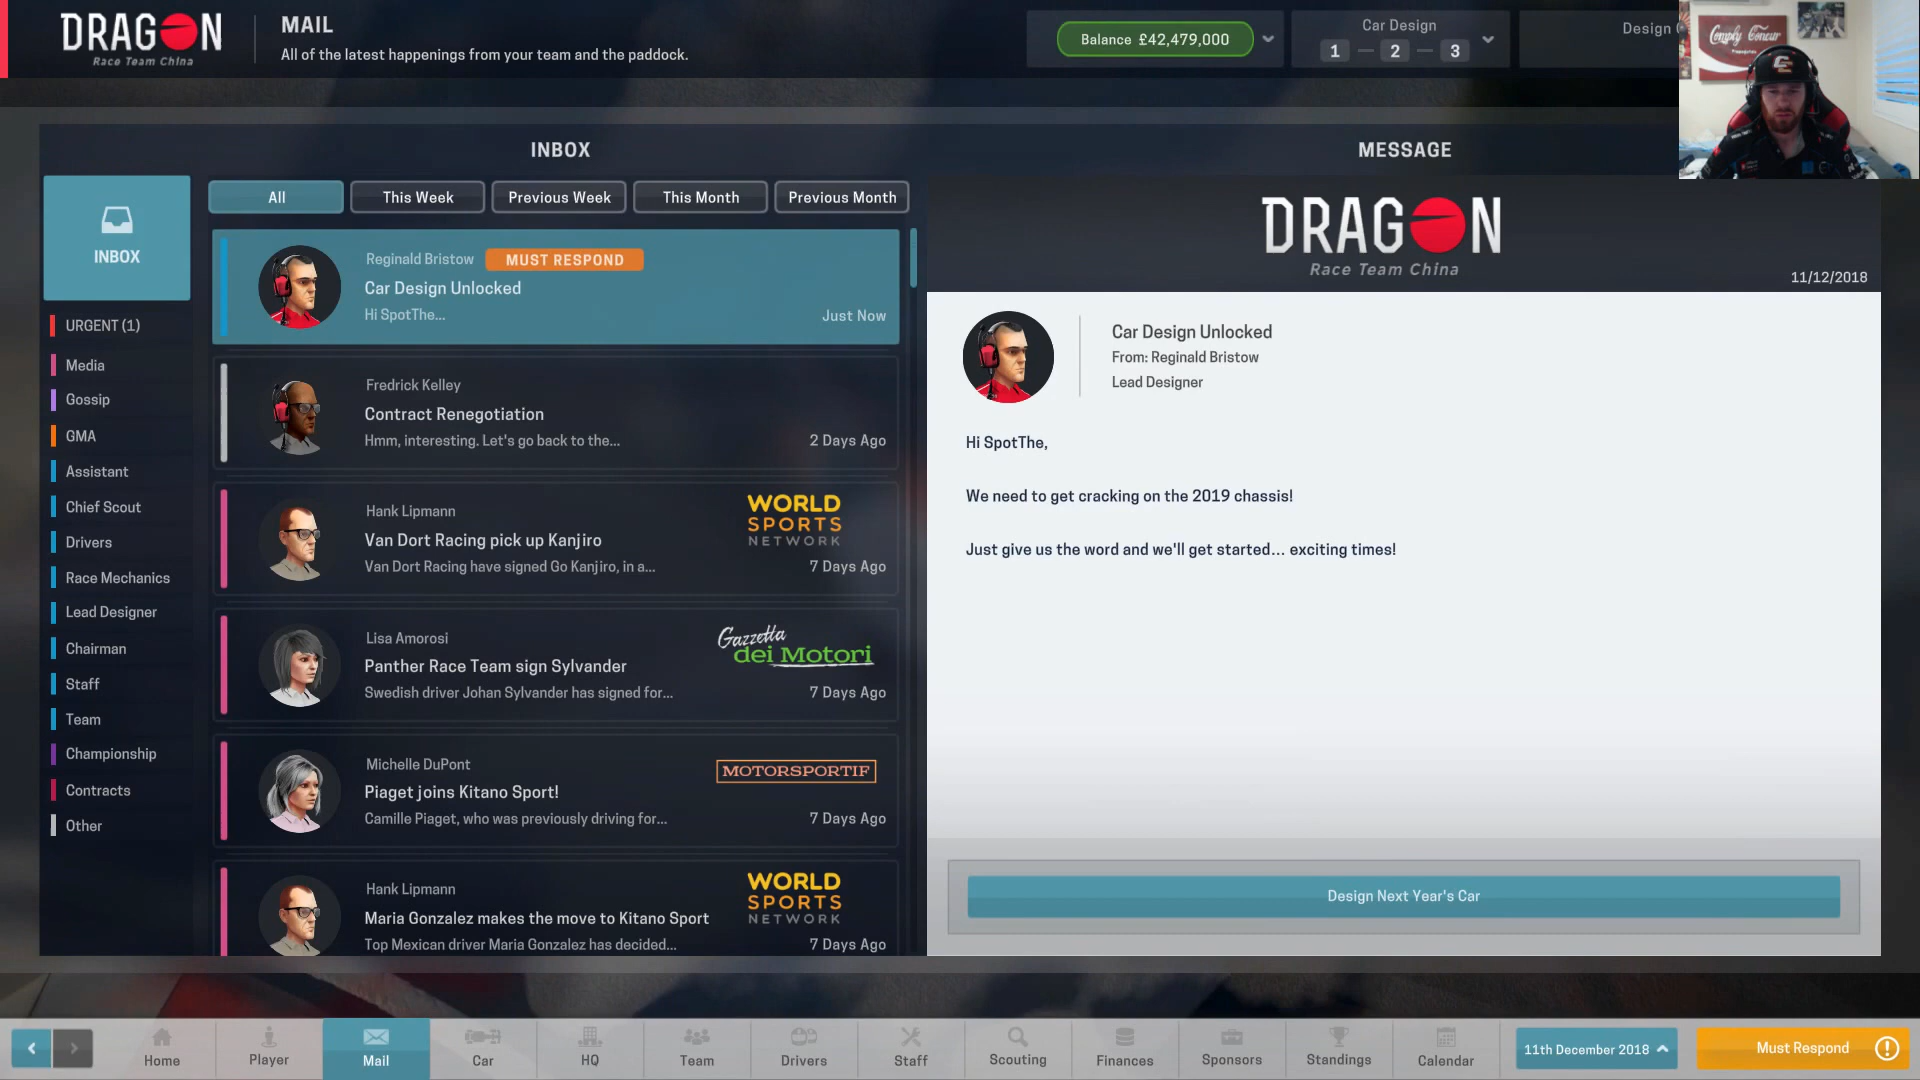 DRAGON
Race Team China
MAIL
All of the latest happenings from your team and the paddock.
Balance £42,479,000
Car Design
1 — 2 — 3
Design
Comply Concur
INBOX
MESSAGE
INBOX
All
This Week
Previous Week
This Month
Previous Month
URGENT (1)
Media
Gossip
GMA
Assistant
Chief Scout
Drivers
Race Mechanics
Lead Designer
Chairman
Staff
Team
Championship
Contracts
Other
Reginald Bristow
MUST RESPOND
Car Design Unlocked
Hi SpotThe...
Just Now
Fredrick Kelley
Contract Renegotiation
Hmm, interesting. Let's go back to the...
2 Days Ago
Hank Lipmann
WORLD
SPORTS
NETWORK
Van Dort Racing pick up Kanjiro
Van Dort Racing have signed Go Kanjiro, in a...
7 Days Ago
Lisa Amorosi
Gazzetta
dei Motori
Panther Race Team sign Sylvander
Swedish driver Johan Sylvander has signed for...
7 Days Ago
Michelle DuPont
MOTORSPORTIF
Piaget joins Kitano Sport!
Camille Piaget, who was previously driving for...
7 Days Ago
Hank Lipmann
WORLD
SPORTS
NETWORK
Maria Gonzalez makes the move to Kitano Sport
Top Mexican driver Maria Gonzalez has decided...
7 Days Ago
DRAGON
Race Team China
11/12/2018
Car Design Unlocked
From: Reginald Bristow
Lead Designer
Hi SpotThe,
We need to get cracking on the 2019 chassis!
Just give us the word and we'll get started... exciting times!
Design Next Year's Car
Home
Player
Mail
Car
HQ
Team
Drivers
Staff
Scouting
Finances
Sponsors
Standings
Calendar
11th December 2018
Must Respond